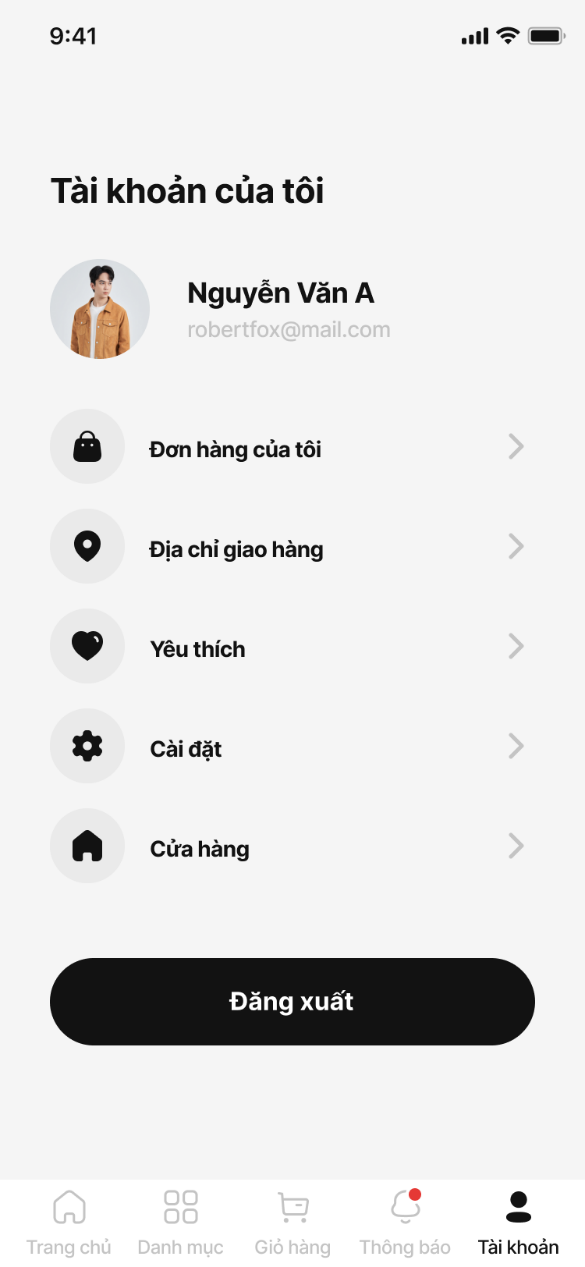 9:41
Tài khoản của tôi
Nguyễn Văn A
robertfox@mail.com
Đơn hàng của tôi
Địa chỉ giao hàng
Yêu thích
Cài đặt
Cửa hàng
Đăng xuất
Trang chủ Danh mục Giỏ hàng Thông báo Tài khoản